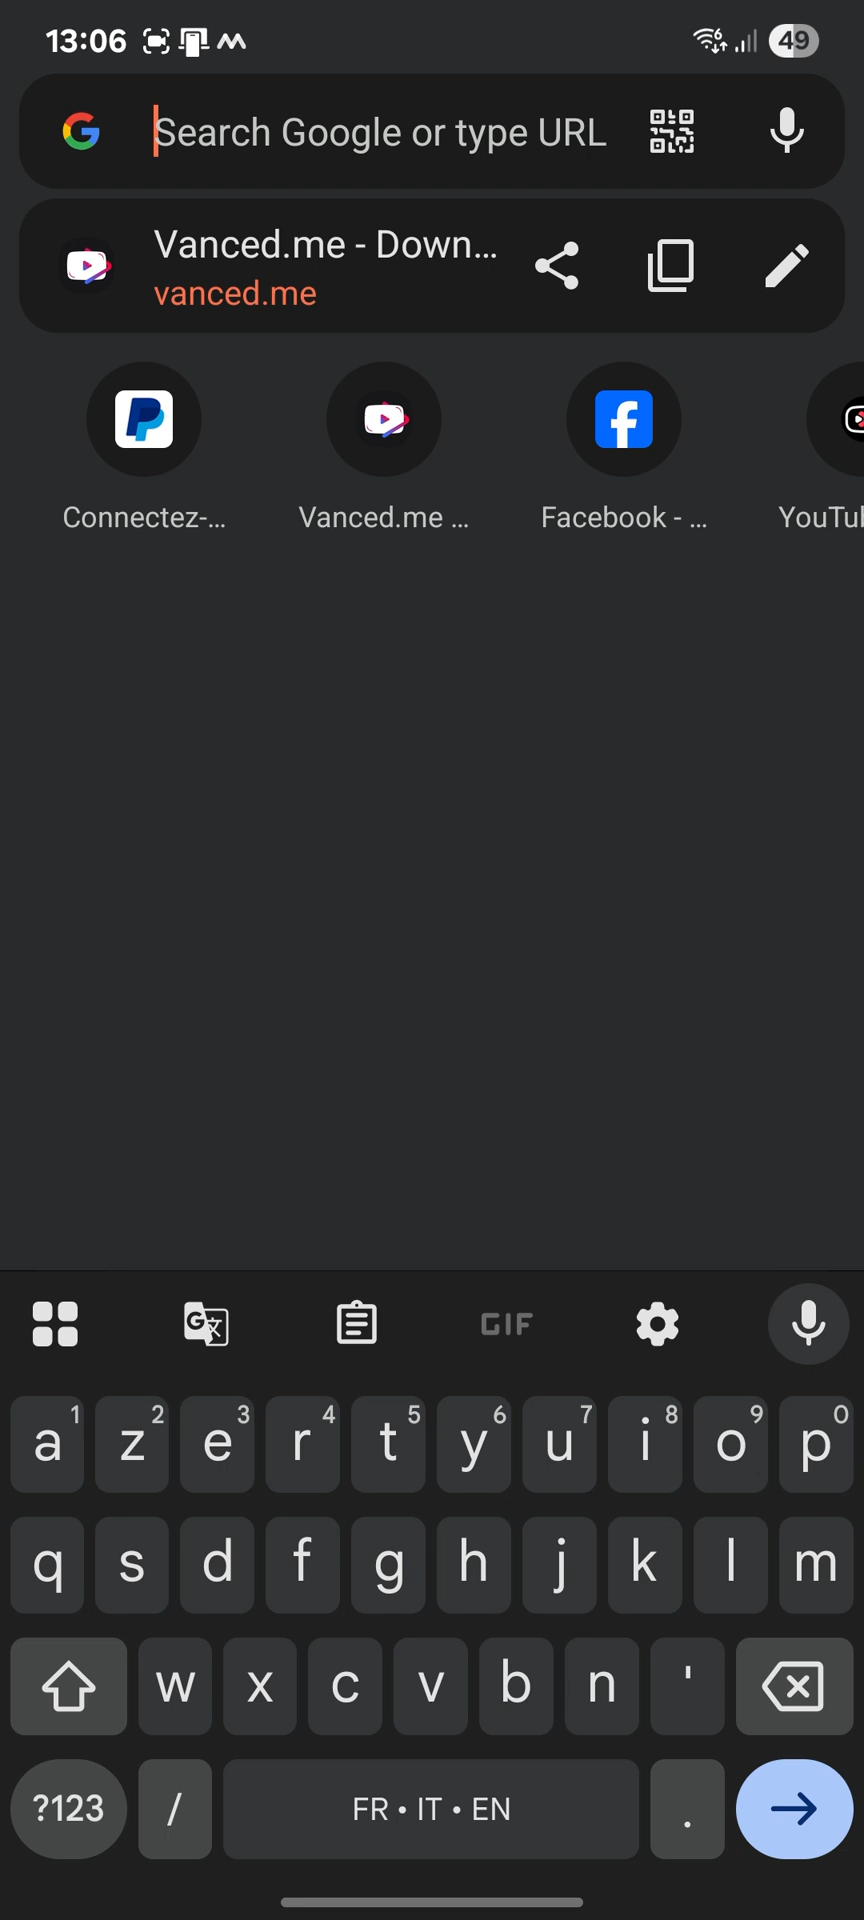 13:06
49
Search Google or type URL
Vanced.me - Down...
vanced.me
Connectez-...
Vanced.me ...
Facebook - ...
YouTu
GIF
a 1 z 2 e 3 r 4 t 5 y 6 u 7 i 8 o 9 p 0
q s d f g h j k l m
w x c v b n '
?123 / FR • IT • EN .